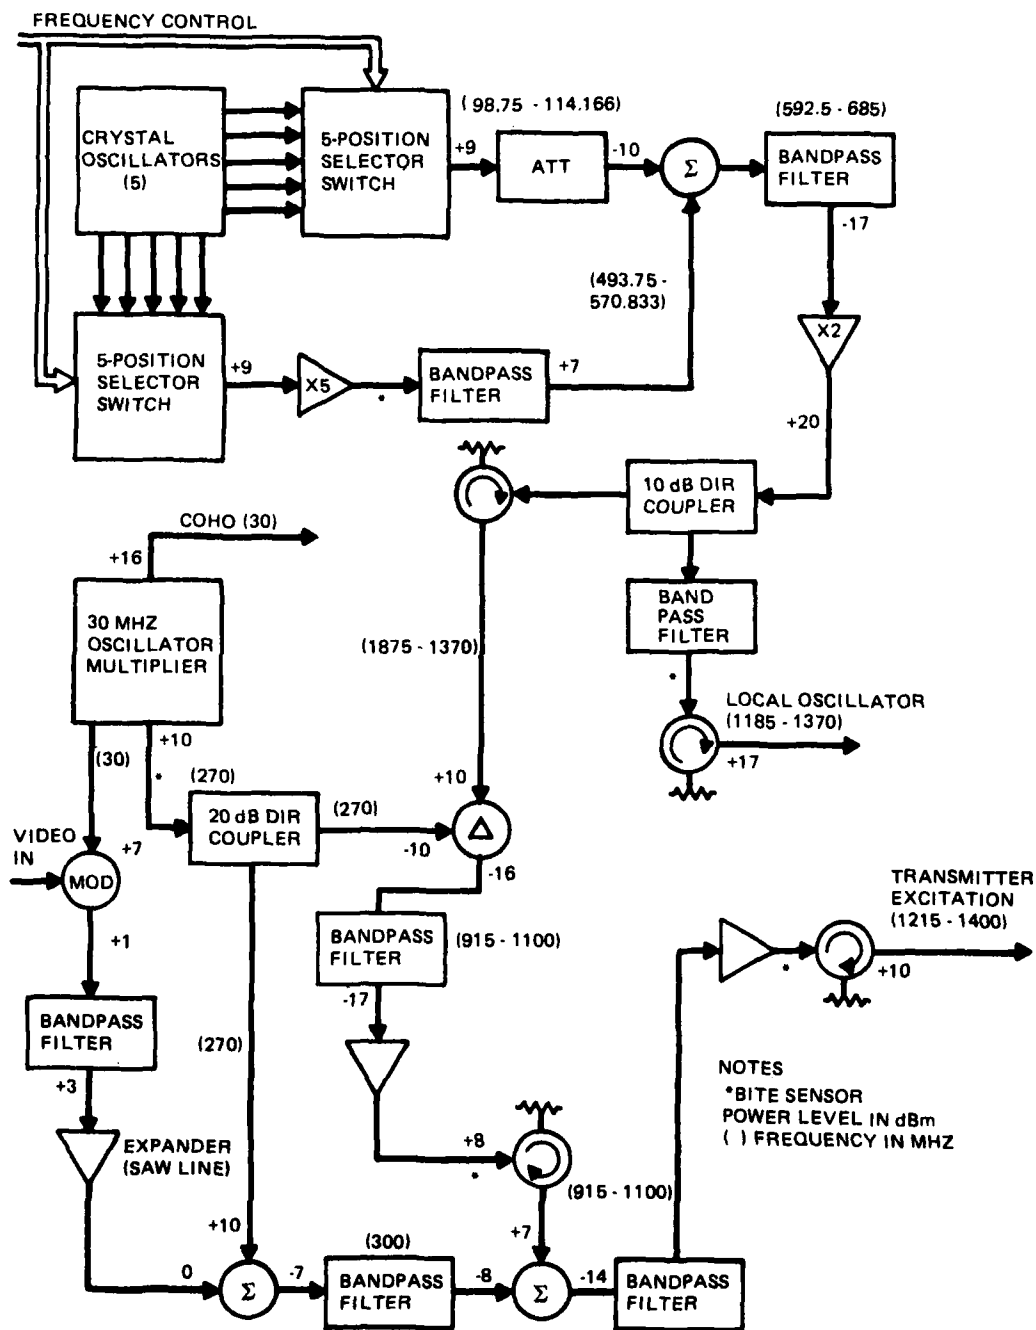 FREQUENCY CONTROL
CRYSTAL
OSCILLATORS
(5)
5-POSITION
SELECTOR
SWITCH
+9
(98.75 - 114.166)
ATT
-10
Σ
(592.5 - 685)
BANDPASS
FILTER
-17
X2
+20
5-POSITION
SELECTOR
SWITCH
+9
X5
*
BANDPASS
FILTER
+7
(493.75 -
570.833)
10 dB DIR
COUPLER
BAND
PASS
FILTER
*
LOCAL OSCILLATOR
(1185 - 1370)
+17
COHO (30)
+16
30 MHZ
OSCILLATOR
MULTIPLIER
(30)
+10
*
(270)
20 dB DIR
COUPLER
(270)
-10
(1875 - 1370)
+10
Δ
-16
VIDEO
IN
+7
MOD
+1
BANDPASS
FILTER
+3
EXPANDER
(SAW LINE)
0
(270)
+10
Σ
-7
(300)
BANDPASS
FILTER
-8
BANDPASS
FILTER
(915 - 1100)
-17
+8
*
(915 - 1100)
+7
Σ
-14
BANDPASS
FILTER
*
TRANSMITTER
EXCITATION
(1215 - 1400)
+10
NOTES
*BITE SENSOR
POWER LEVEL IN dBm
( ) FREQUENCY IN MHZ